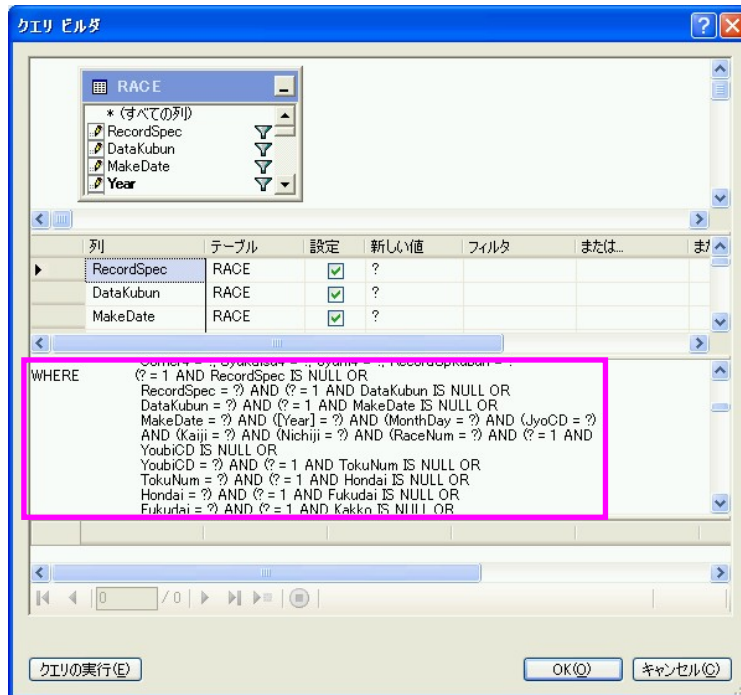 クエリ ビルダ
RACE
* (すべての列)
RecordSpec
DataKubun
MakeDate
Year
列 テーブル 設定 新しい値 フィルタ または... また
RecordSpec RACE ?
DataKubun RACE ?
MakeDate RACE ?
WHERE (? = 1 AND RecordSpec IS NULL OR
RecordSpec = ?) AND (? = 1 AND DataKubun IS NULL OR
DataKubun = ?) AND (? = 1 AND MakeDate IS NULL OR
MakeDate = ?) AND ([Year] = ?) AND (MonthDay = ?) AND (JyoCD = ?)
AND (Kaiji = ?) AND (Nichiji = ?) AND (RaceNum = ?) AND (? = 1 AND
YoubiCD IS NULL OR
YoubiCD = ?) AND (? = 1 AND TokuNum IS NULL OR
TokuNum = ?) AND (? = 1 AND Hondai IS NULL OR
Hondai = ?) AND (? = 1 AND Fukudai IS NULL OR
Fukudai = ?) AND (? = 1 AND Kakko IS NULL OR
0 / 0
クエリの実行(E) OK(O) キャンセル(C)